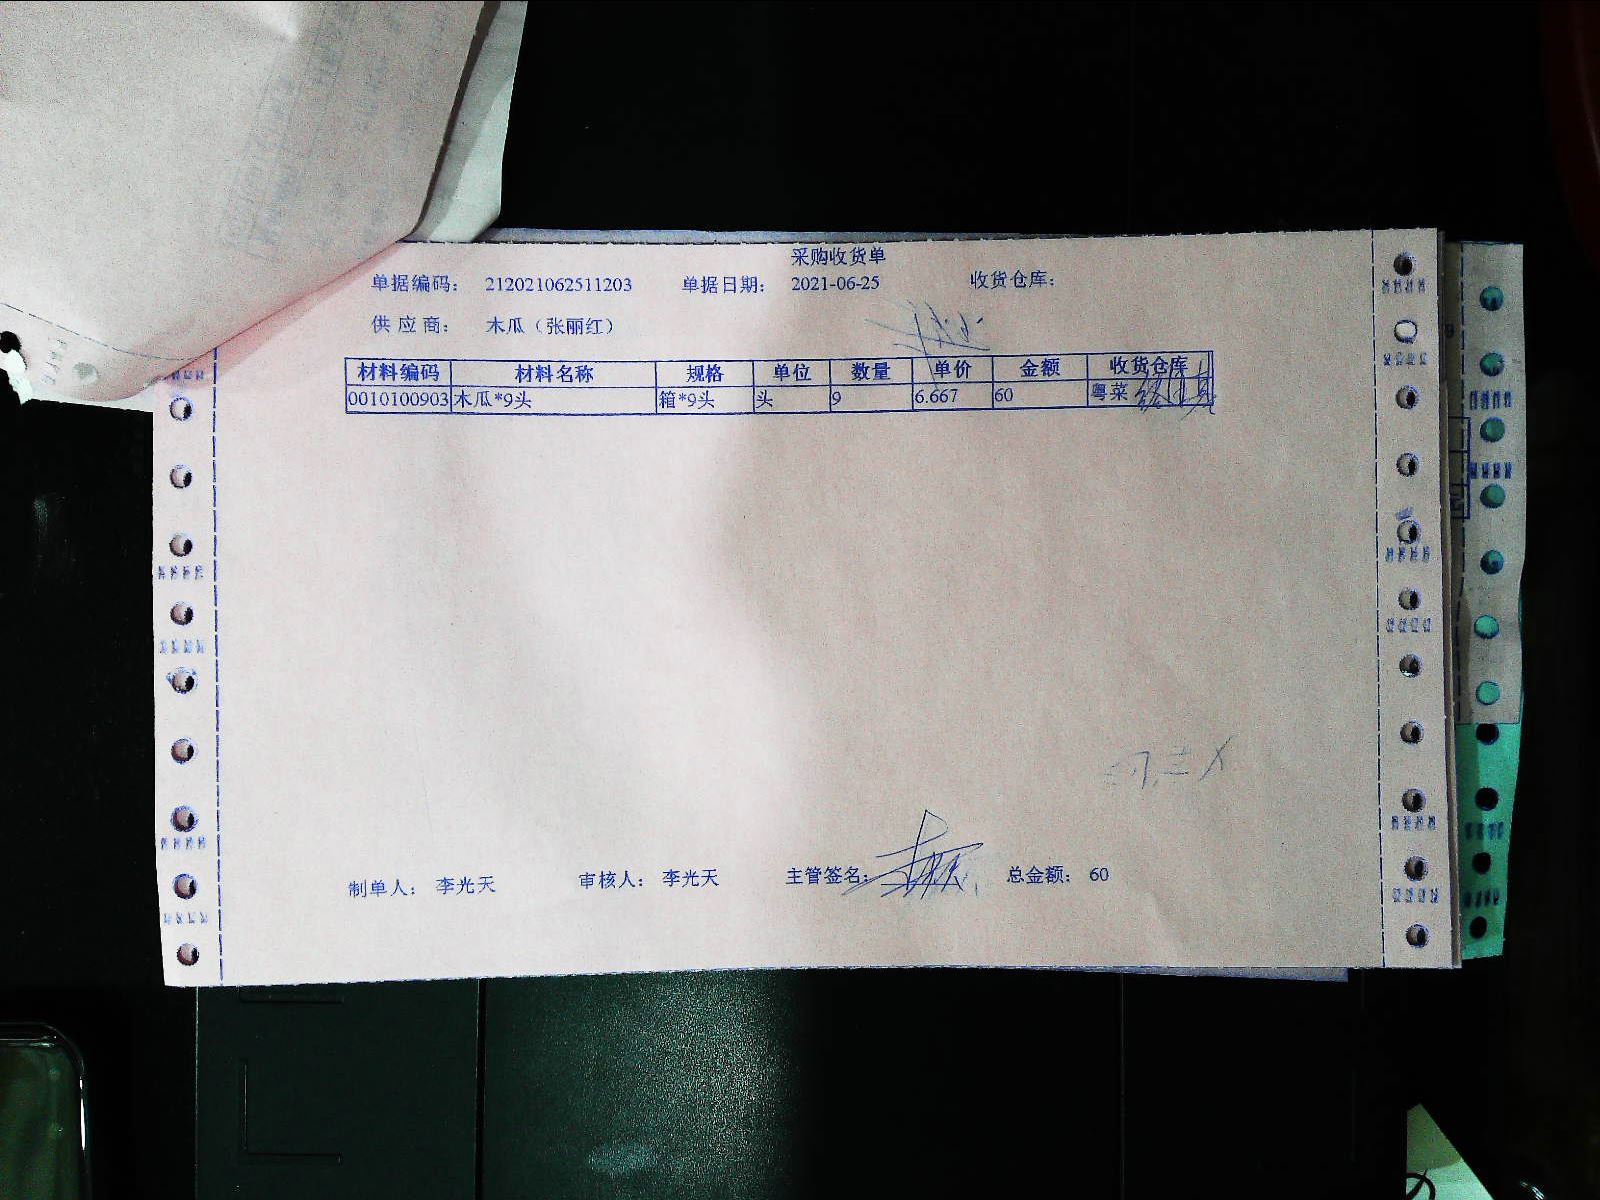 采购收货单
单据编码： 212021062511203 单据日期： 2021-06-25 收货仓库：
供应商： 木瓜（张丽红）
材料编码 材料名称 规格 单位 数量 单价 金额 收货仓库
0010100903 木瓜*9头 箱*9头 头 9 6.667 60 粤菜
制单人： 李光天 审核人： 李光天 主管签名： 总金额： 60